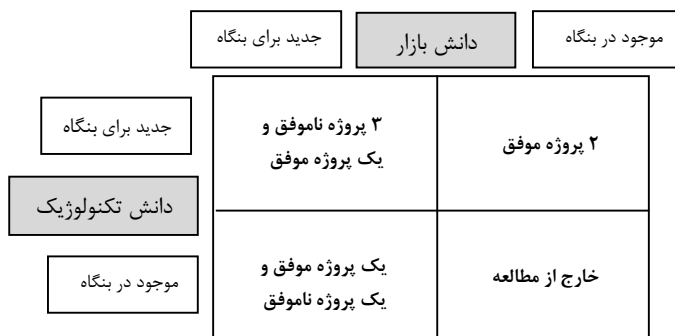 موجود در بنگاه
دانش بازار
جدید برای بنگاه
۲ پروژه موفق
۳ پروژه ناموفق و
یک پروژه موفق
جدید برای بنگاه
دانش تکنولوژیک
خارج از مطالعه
یک پروژه موفق و
یک پروژه ناموفق
موجود در بنگاه